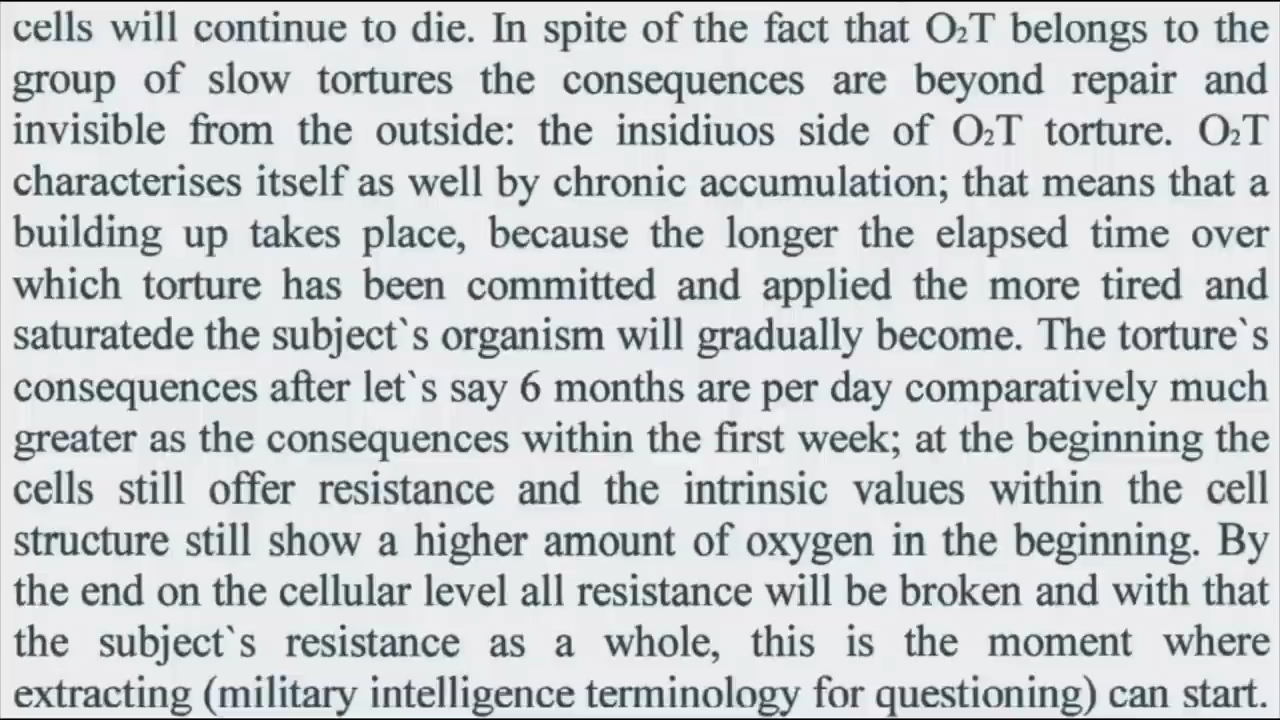 cells will continue to die. In spite of the fact that O₂T belongs to the
group of slow tortures the consequences are beyond repair and
invisible from the outside: the insidiuos side of O₂T torture. O₂T
characterises itself as well by chronic accumulation; that means that a
building up takes place, because the longer the elapsed time over
which torture has been committed and applied the more tired and
saturatede the subject`s organism will gradually become. The torture`s
consequences after let`s say 6 months are per day comparatively much
greater as the consequences within the first week; at the beginning the
cells still offer resistance and the intrinsic values within the cell
structure still show a higher amount of oxygen in the beginning. By
the end on the cellular level all resistance will be broken and with that
the subject`s resistance as a whole, this is the moment where
extracting (military intelligence terminology for questioning) can start.